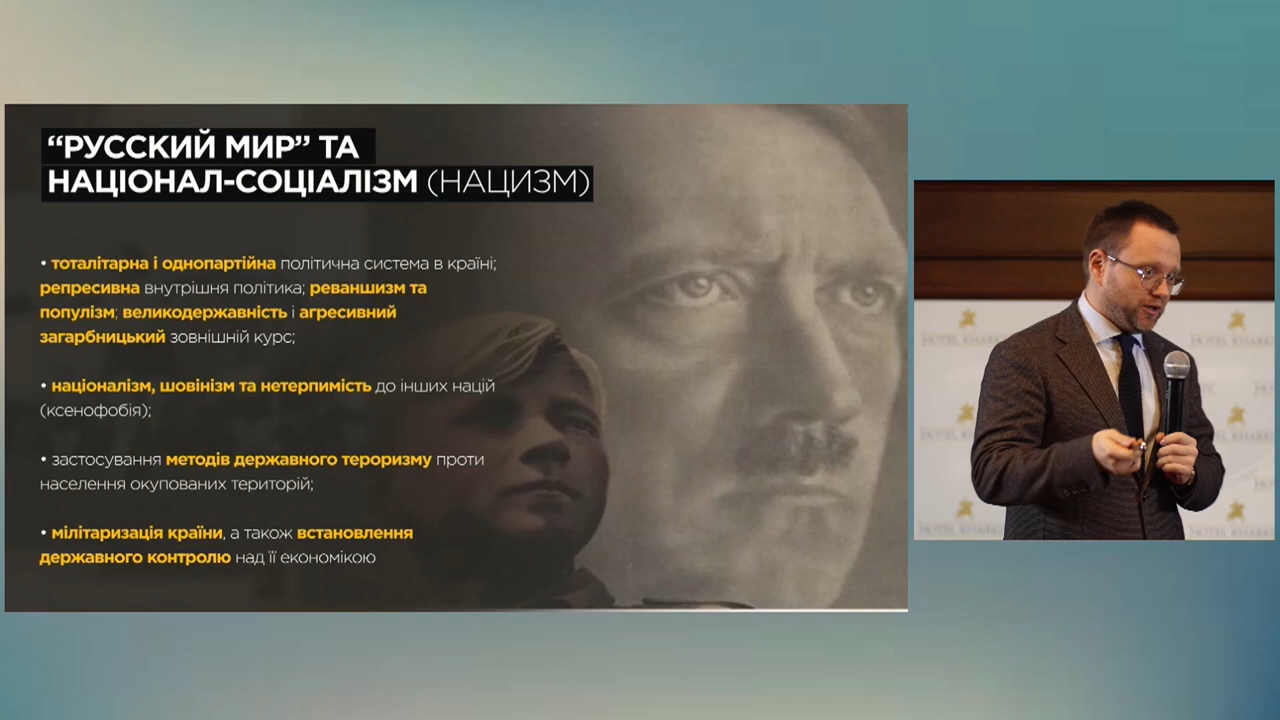 “РУССКИЙ МИР” ТА
НАЦІОНАЛ-СОЦІАЛІЗМ (НАЦИЗМ)
• тоталітарна і однопартійна політична система в країні;
репресивна внутрішня політика; реваншизм та
популізм; великодержавність і агресивний
загарбницький зовнішній курс;
• націоналізм, шовінізм та нетерпимість до інших націй
(ксенофобія);
• застосування методів державного тероризму проти
населення окупованих територій;
• мілітаризація країни, а також встановлення
державного контролю над її економікою
HOTEL KHARKIV